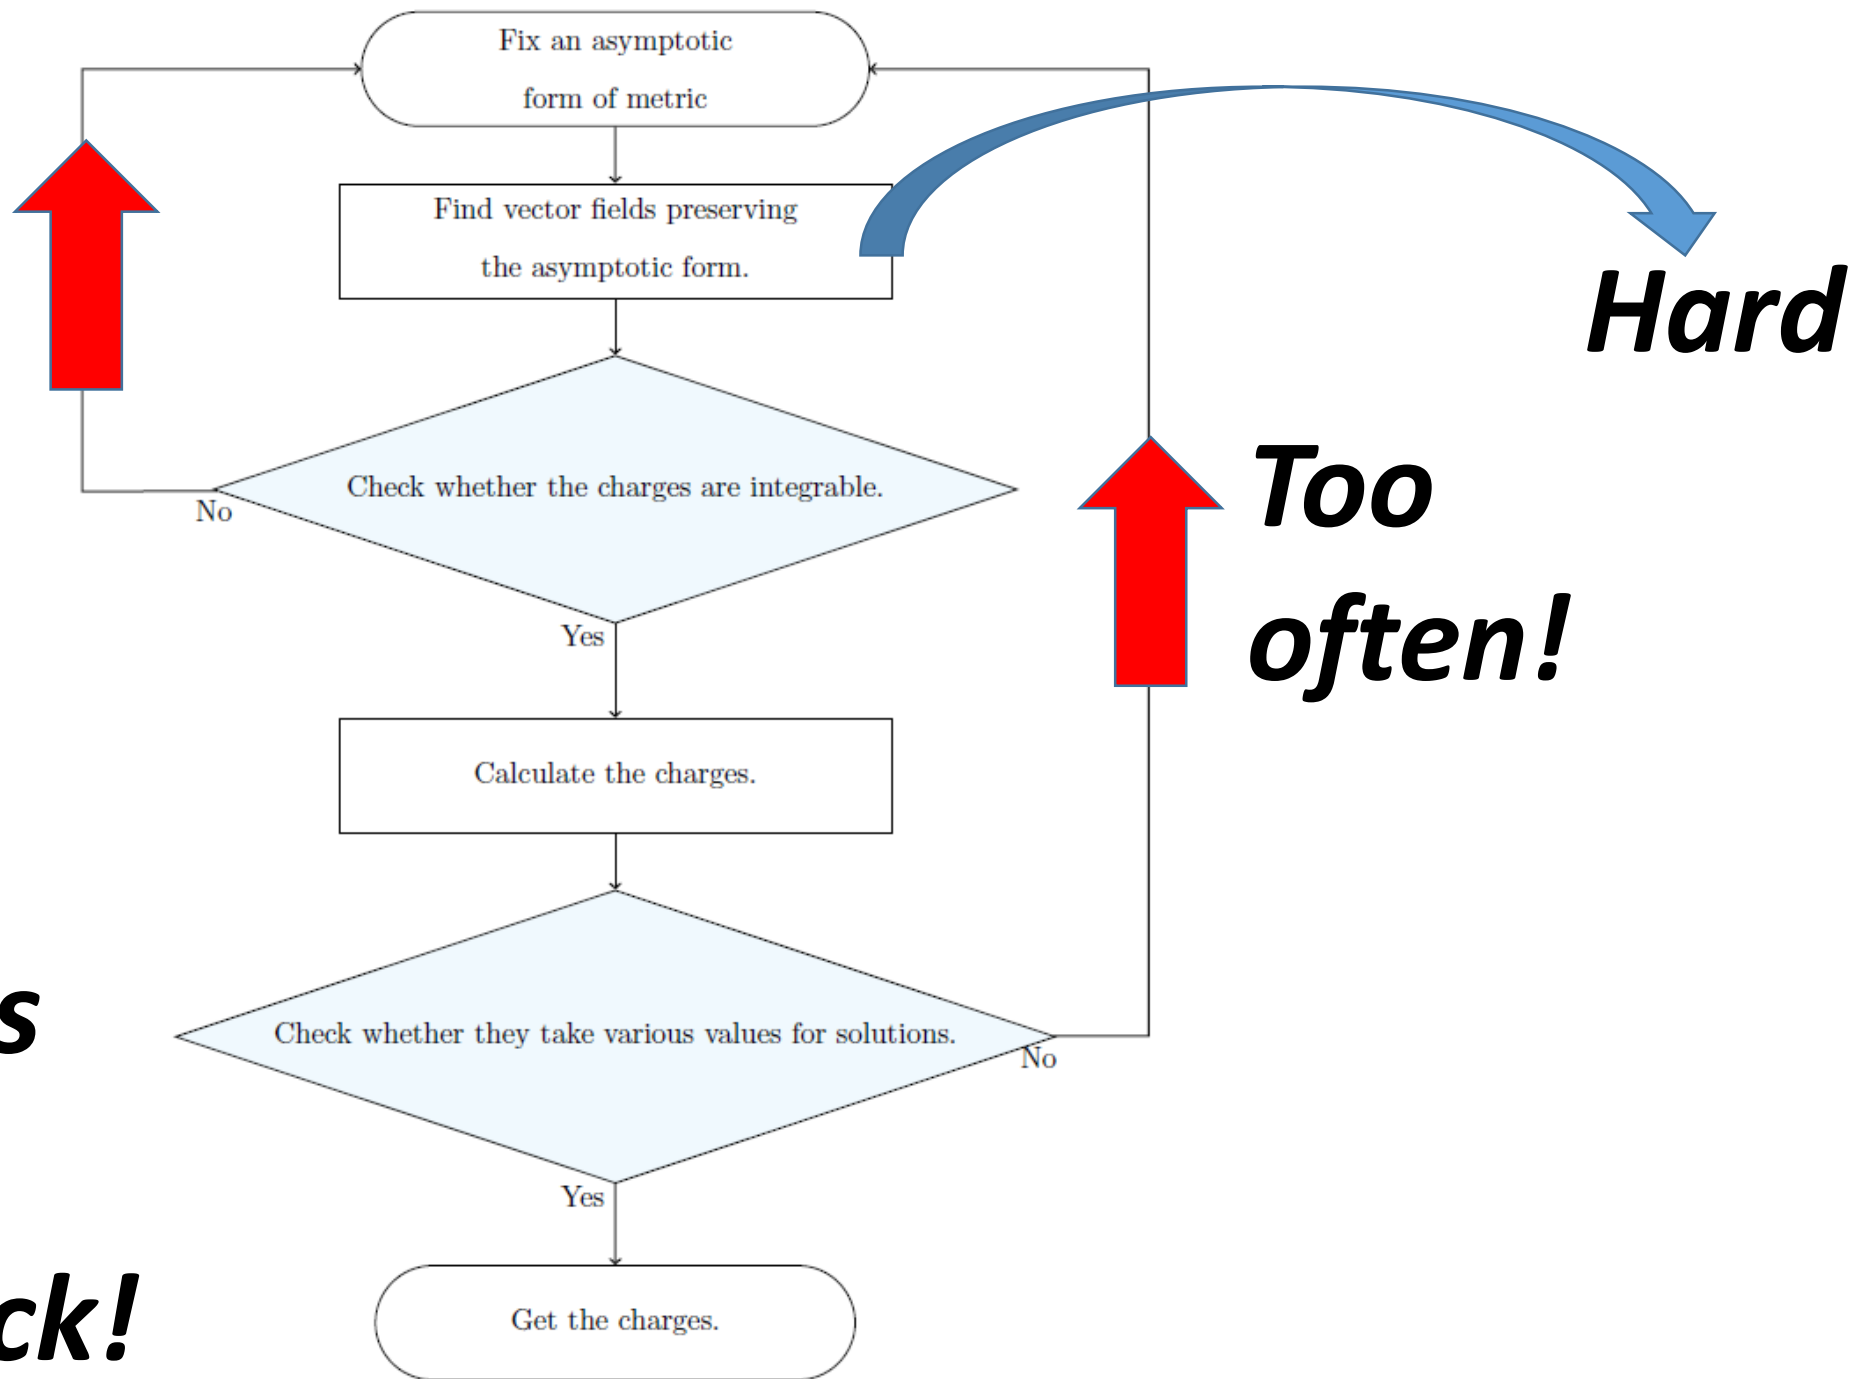 Fix an asymptotic
form of metric
Find vector fields preserving
the asymptotic form.
Hard
Check whether the charges are integrable.
No
Too
often!
Yes
Calculate the charges.
s
Check whether they take various values for solutions.
No
Yes
ck!
Get the charges.